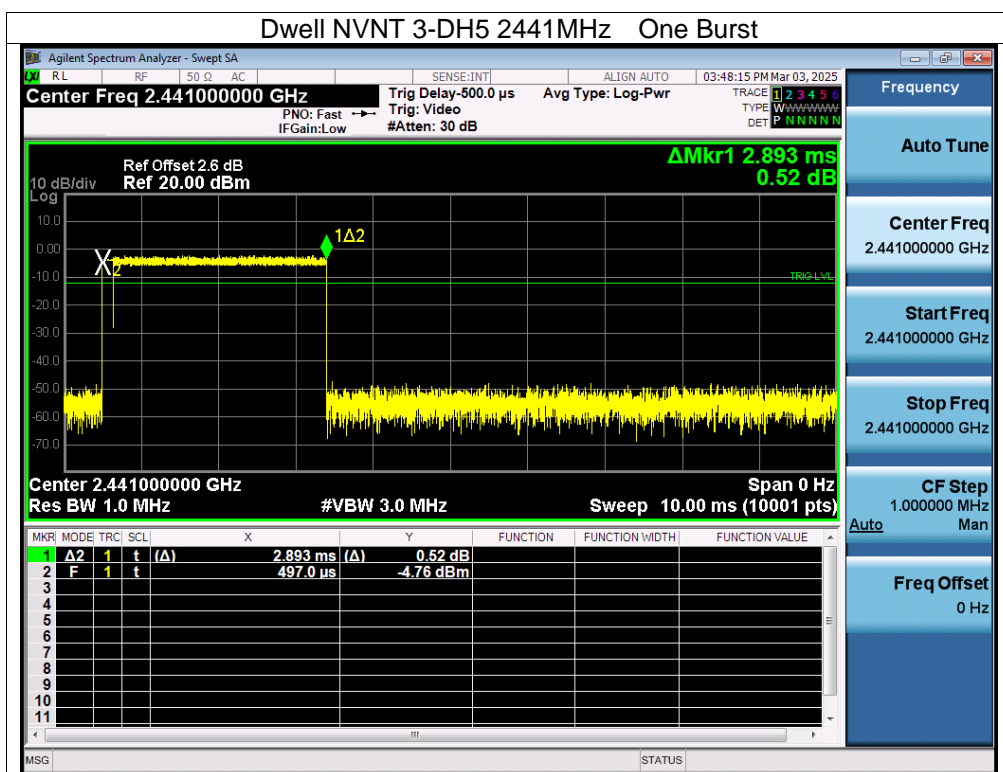 Dwell NVNT 3-DH5 2441MHz One Burst
Agilent Spectrum Analyzer - Swept SA
LXI RL RF 50 Ω AC SENSE:INT ALIGN AUTO 03:48:15 PM Mar 03, 2025
Center Freq 2.441000000 GHz
PNO: Fast
IFGain:Low
Trig Delay-500.0 µs
Trig: Video
#Atten: 30 dB
Avg Type: Log-Pwr
TRACE 1 2 3 4 5 6
TYPE WWWWWW
DET P N N N N N
Ref Offset 2.6 dB
10 dB/div Ref 20.00 dBm
Log
ΔMkr1 2.893 ms
0.52 dB
10.0
0.00
-10.0
-20.0
-30.0
-40.0
-50.0
-60.0
-70.0
1Δ2
2
TRIG LVL
Center 2.441000000 GHz Span 0 Hz
Res BW 1.0 MHz #VBW 3.0 MHz Sweep 10.00 ms (10001 pts)
MKR MODE TRC SCL X Y FUNCTION FUNCTION WIDTH FUNCTION VALUE
1 Δ2 1 t (Δ) 2.893 ms (Δ) 0.52 dB
2 F 1 t 497.0 µs -4.76 dBm
3
4
5
6
7
8
9
10
11
MSG STATUS
Frequency
Auto Tune
Center Freq
2.441000000 GHz
Start Freq
2.441000000 GHz
Stop Freq
2.441000000 GHz
CF Step
1.000000 MHz
Auto Man
Freq Offset
0 Hz